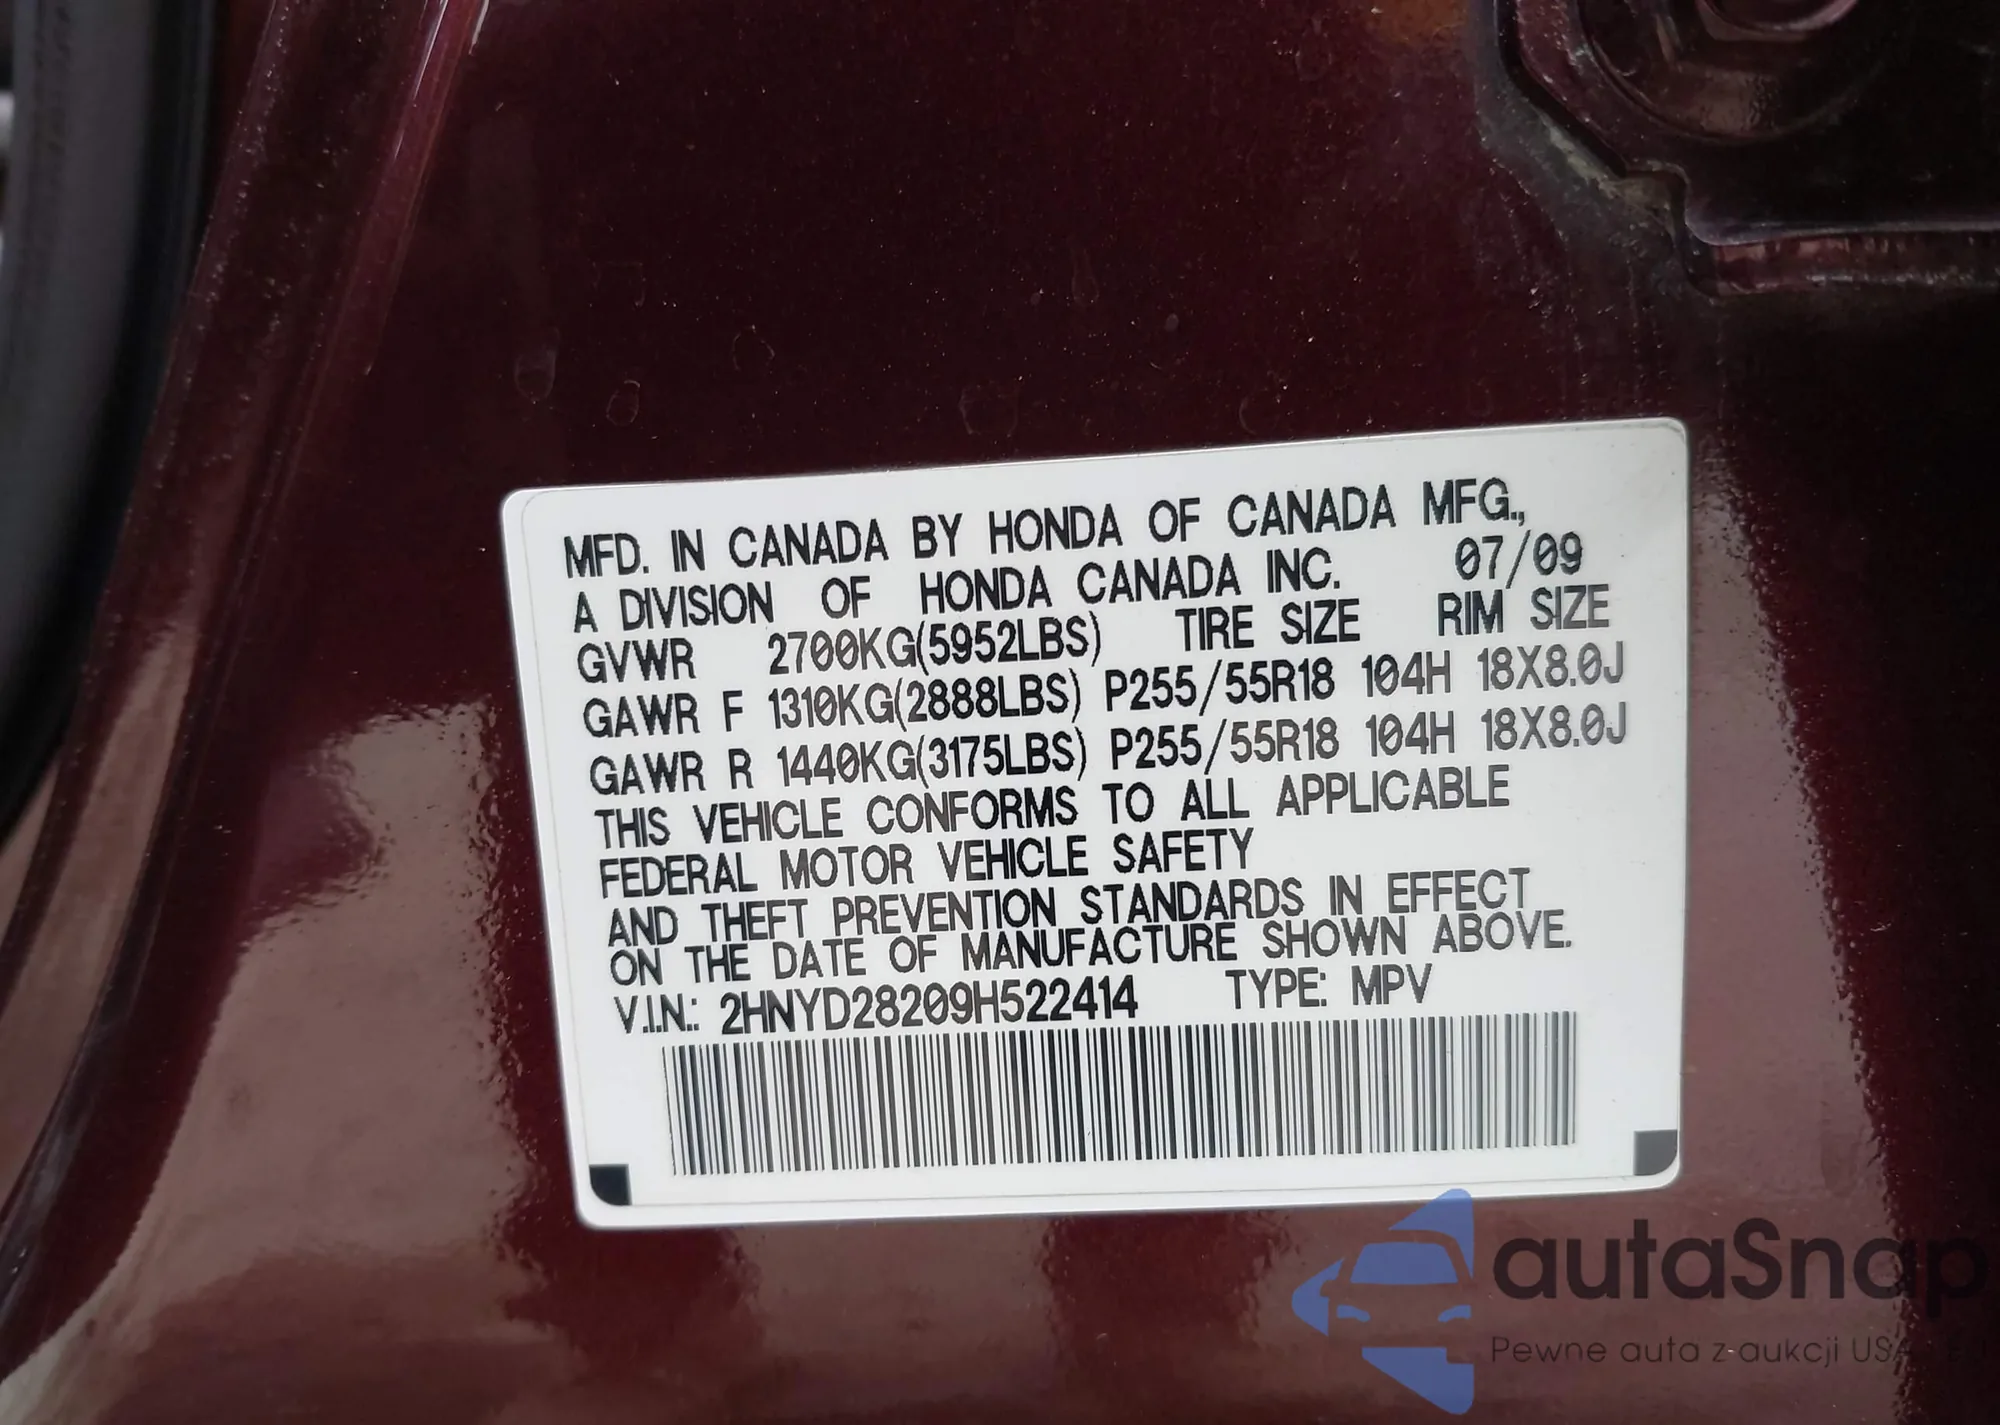 MFD. IN CANADA BY HONDA OF CANADA MFG.,
A DIVISION OF HONDA CANADA INC. 07/09
GVWR 2700KG(5952LBS) TIRE SIZE RIM SIZE
GAWR F 1310KG(2888LBS) P255/55R18 104H 18X8.0J
GAWR R 1440KG(3175LBS) P255/55R18 104H 18X8.0J
THIS VEHICLE CONFORMS TO ALL APPLICABLE
FEDERAL MOTOR VEHICLE SAFETY
AND THEFT PREVENTION STANDARDS IN EFFECT
ON THE DATE OF MANUFACTURE SHOWN ABOVE.
V.I.N.: 2HNYD28209H522414 TYPE: MPV
autaSnap
Pewne auta z aukcji USA